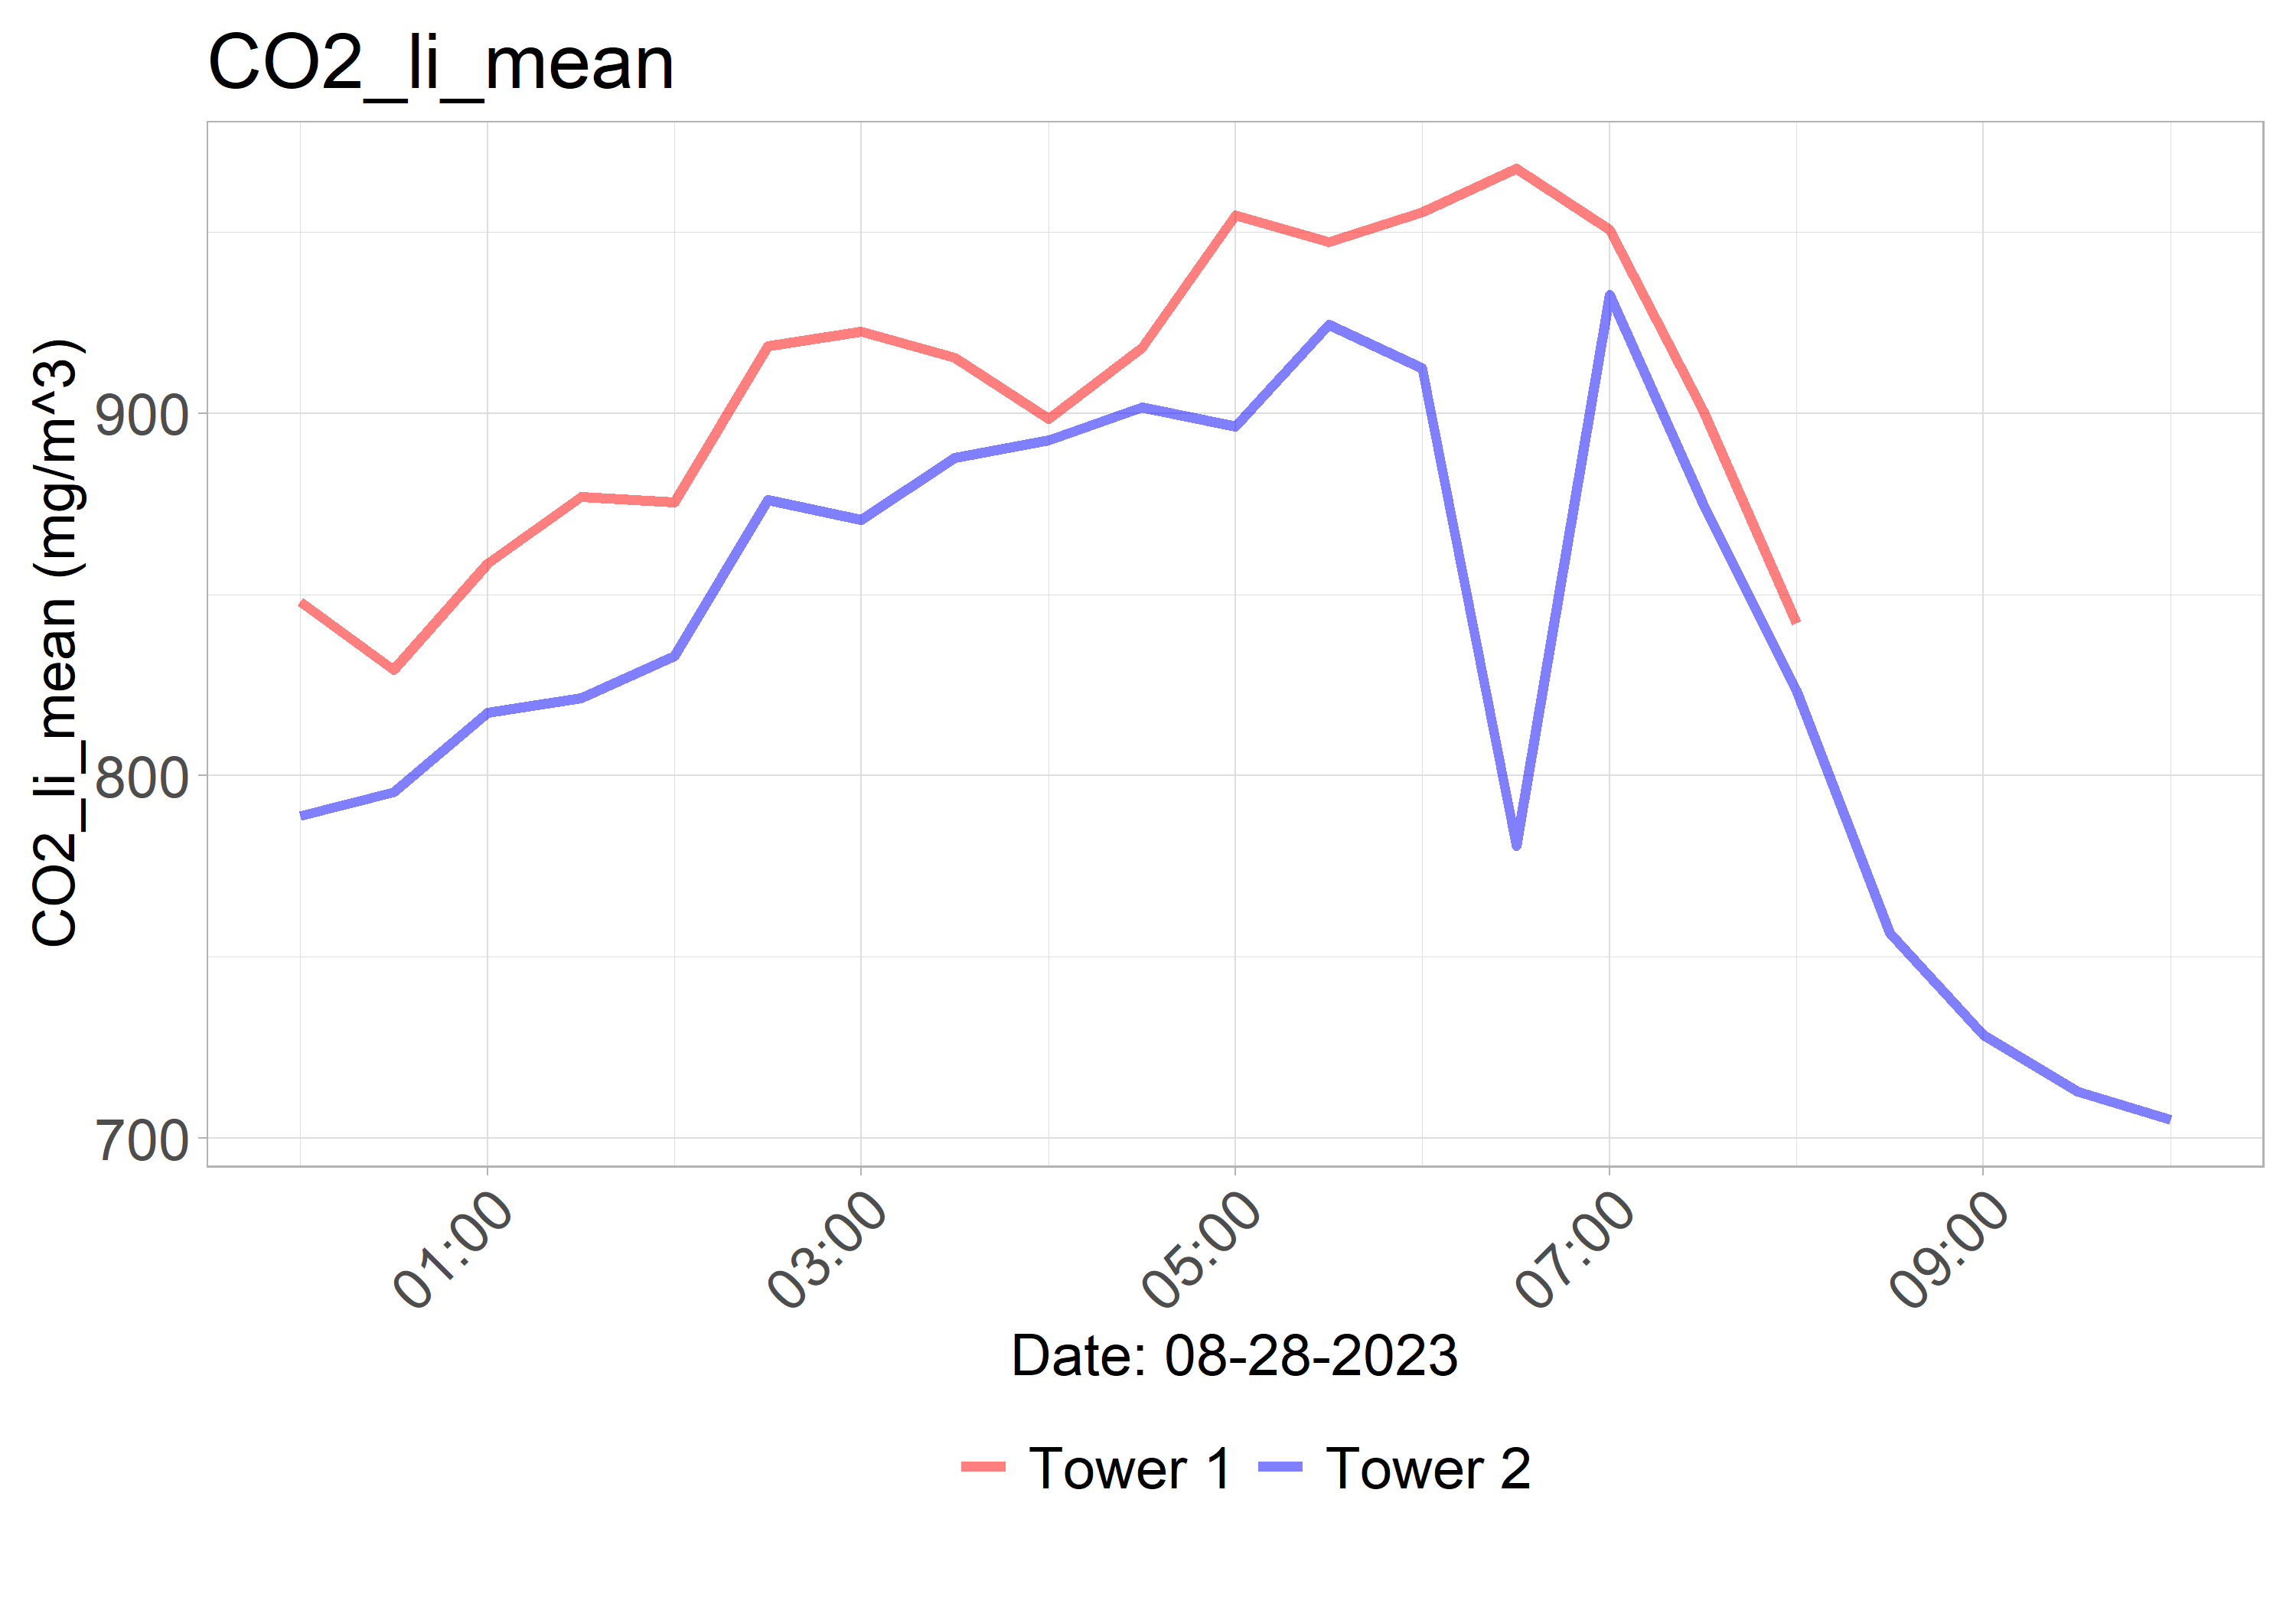 CO2_li_mean
CO2_li_mean (mg/m^3)
900
800
700
01:00 03:00 05:00 07:00 09:00
Date: 08-28-2023
Tower 1 Tower 2